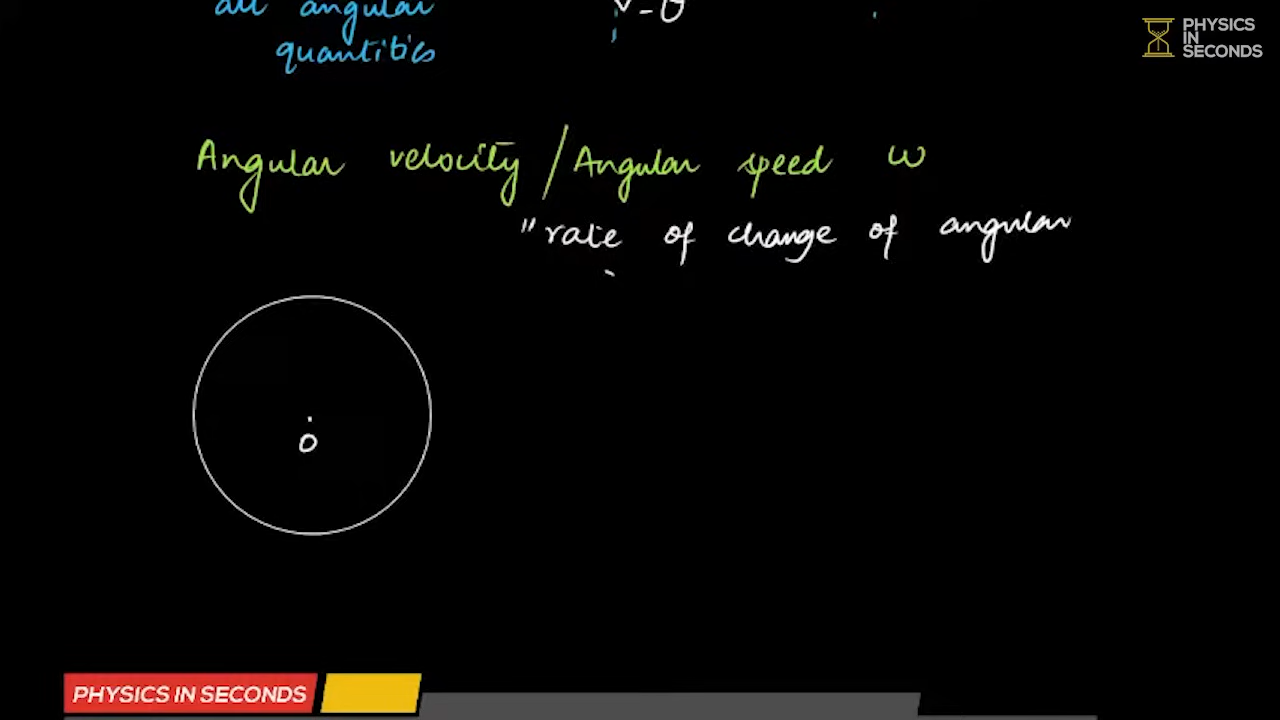 all angular
quantities
Angular velocity / Angular speed ω
"rate of change of angular
O
PHYSICS
IN
SECONDS
PHYSICS IN SECONDS